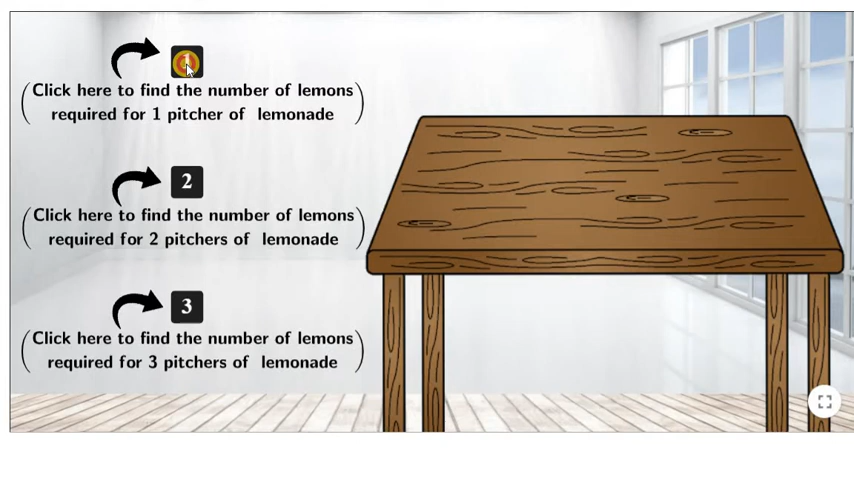 1
(Click here to find the number of lemons
required for 1 pitcher of lemonade)
2
(Click here to find the number of lemons
required for 2 pitchers of lemonade)
3
(Click here to find the number of lemons
required for 3 pitchers of lemonade)